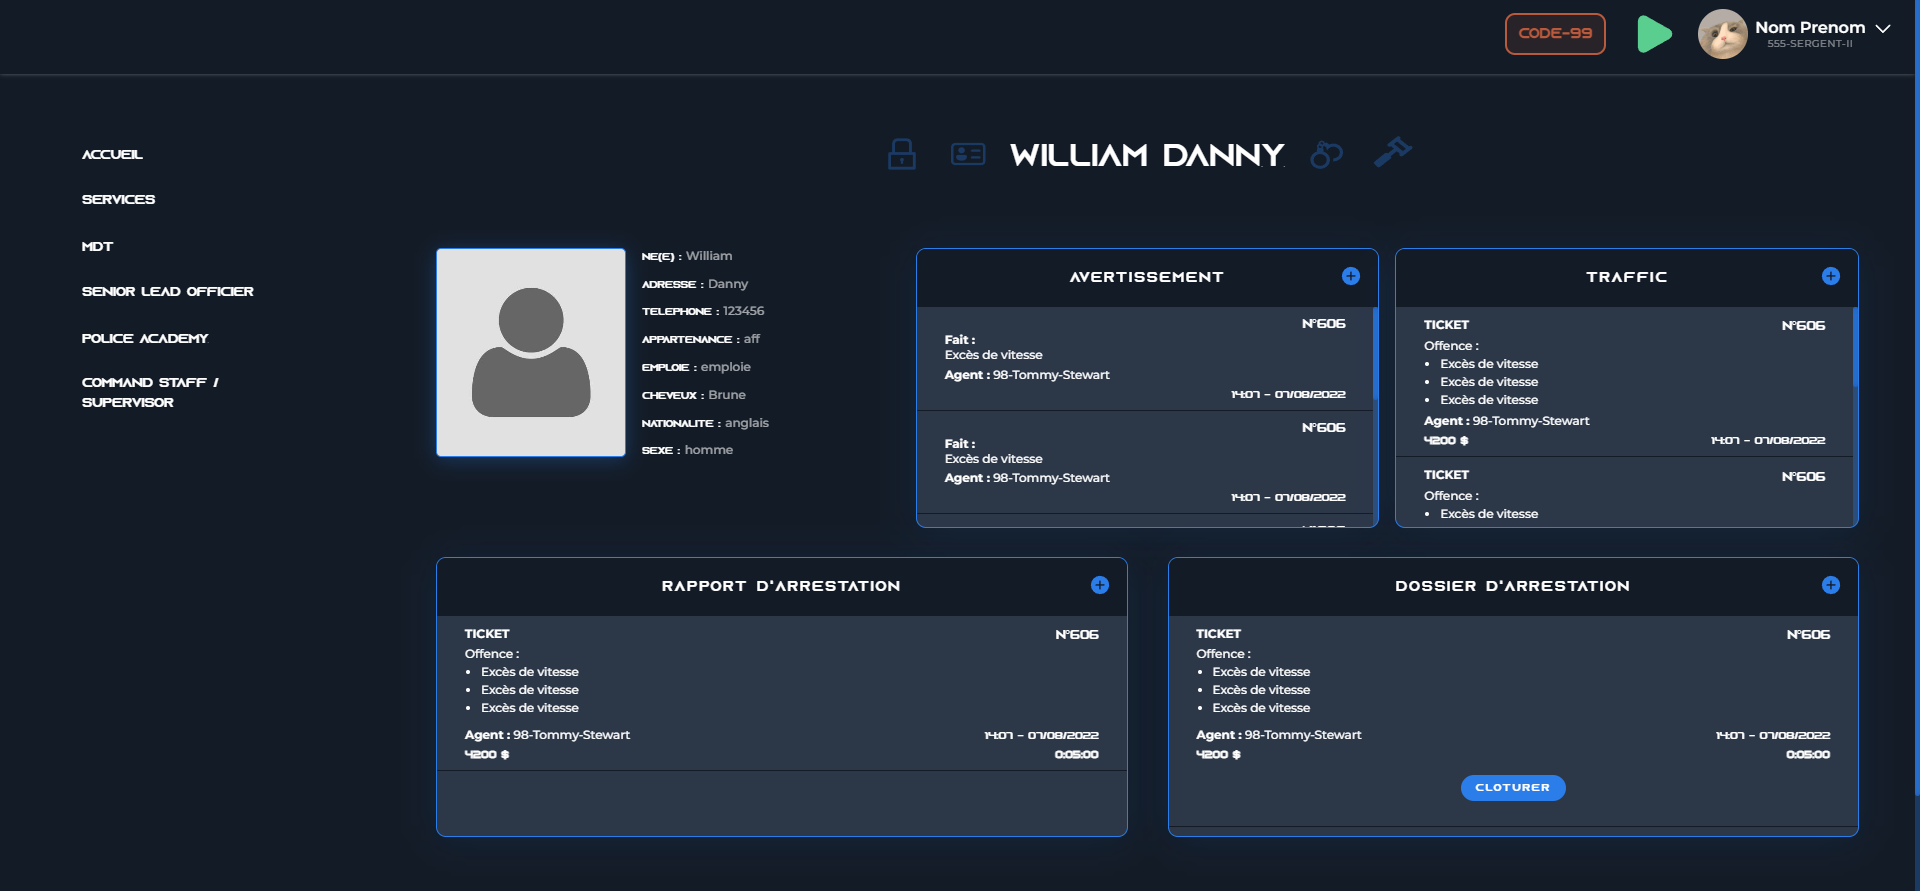 CODE-99
Nom Prenom
555-SERGENT-II
ACCUEIL
SERVICES
MDT
SENIOR LEAD OFFICIER
POLICE ACADEMY
COMMAND STAFF /
SUPERVISOR
WILLIAM DANNY
NE(E) : William
ADRESSE : Danny
TELEPHONE : 123456
APPARTENANCE : aff
EMPLOIE : emploie
CHEVEUX : Brune
NATIONALITE : anglais
SEXE : homme
AVERTISSEMENT
N°606
Fait :
Excès de vitesse
Agent : 98-Tommy-Stewart
14:07 - 07/08/2022
N°606
Fait :
Excès de vitesse
Agent : 98-Tommy-Stewart
14:07 - 07/08/2022
TRAFFIC
TICKET
N°606
Offence :
• Excès de vitesse
• Excès de vitesse
• Excès de vitesse
Agent : 98-Tommy-Stewart
4200 $
14:07 - 07/08/2022
TICKET
N°606
Offence :
• Excès de vitesse
RAPPORT D'ARRESTATION
TICKET
N°606
Offence :
• Excès de vitesse
• Excès de vitesse
• Excès de vitesse
Agent : 98-Tommy-Stewart
14:07 - 07/08/2022
4200 $
0:05:00
DOSSIER D'ARRESTATION
TICKET
N°606
Offence :
• Excès de vitesse
• Excès de vitesse
• Excès de vitesse
Agent : 98-Tommy-Stewart
14:07 - 07/08/2022
4200 $
0:05:00
CLOTURER